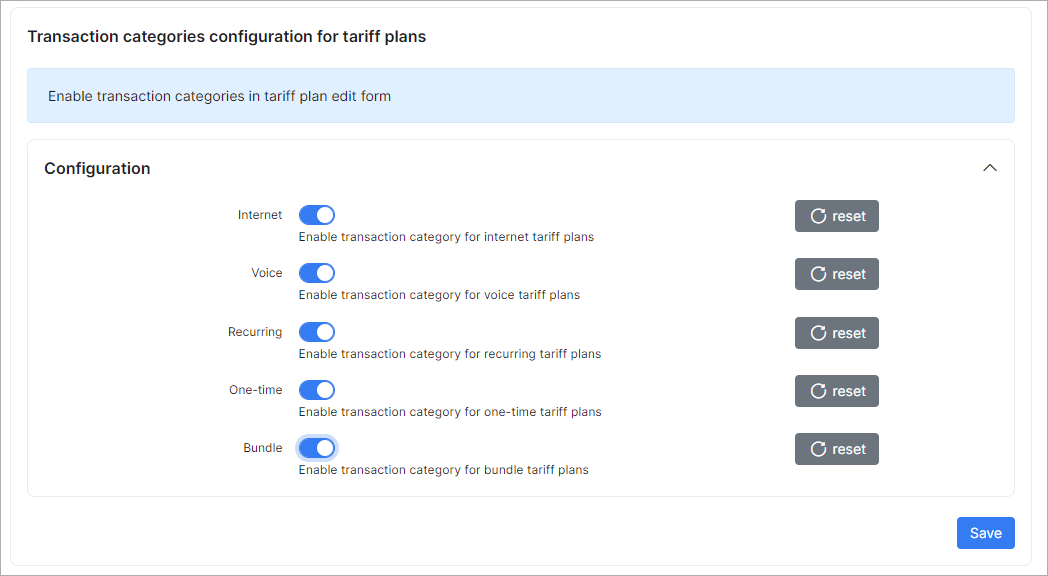 Transaction categories configuration for tariff plans
Enable transaction categories in tariff plan edit form
Configuration
Internet
reset
Enable transaction category for internet tariff plans
Voice
reset
Enable transaction category for voice tariff plans
Recurring
reset
Enable transaction category for recurring tariff plans
One-time
reset
Enable transaction category for one-time tariff plans
Bundle
reset
Enable transaction category for bundle tariff plans
Save